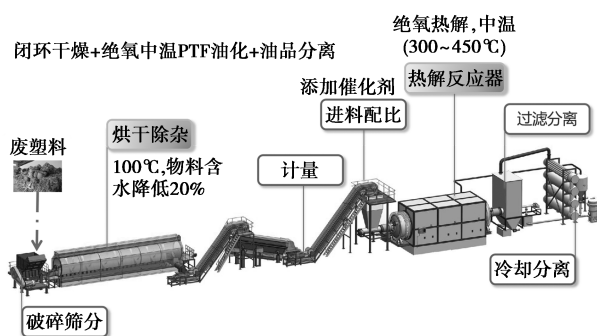 闭环干燥+绝氧中温PTF油化+油品分离
绝氧热解,中温
(300~450℃)
热解反应器
添加催化剂
进料配比
过滤分离
烘干除杂
100℃,物料含
水降低20%
计量
废塑料
冷却分离
破碎筛分